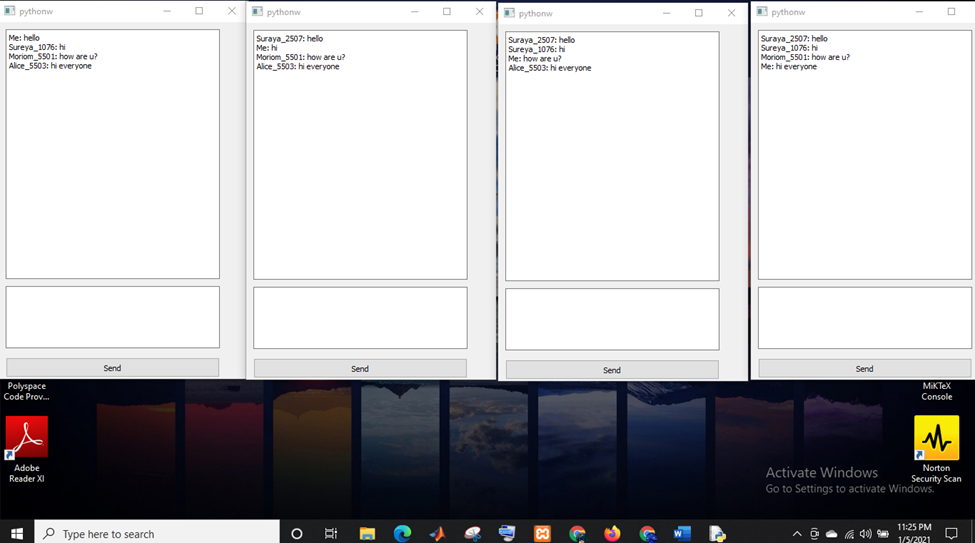 pythonw
Me: hello
Sureya_1076: hi
Moriom_5501: how are u?
Alice_5503: hi everyone
Send
pythonw
Suraya_2507: hello
Me: hi
Moriom_5501: how are u?
Alice_5503: hi everyone
Send
pythonw
Suraya_2507: hello
Sureya_1076: hi
Me: how are u?
Alice_5503: hi everyone
Send
pythonw
Suraya_2507: hello
Sureya_1076: hi
Moriom_5501: how are u?
Me: hi everyone
Send
Polyspace
Code Prov...
Adobe
Reader XI
MiKTeX
Console
Norton
Security Scan
Activate Windows
Go to Settings to activate Windows.
Type here to search
11:25 PM
1/5/2021